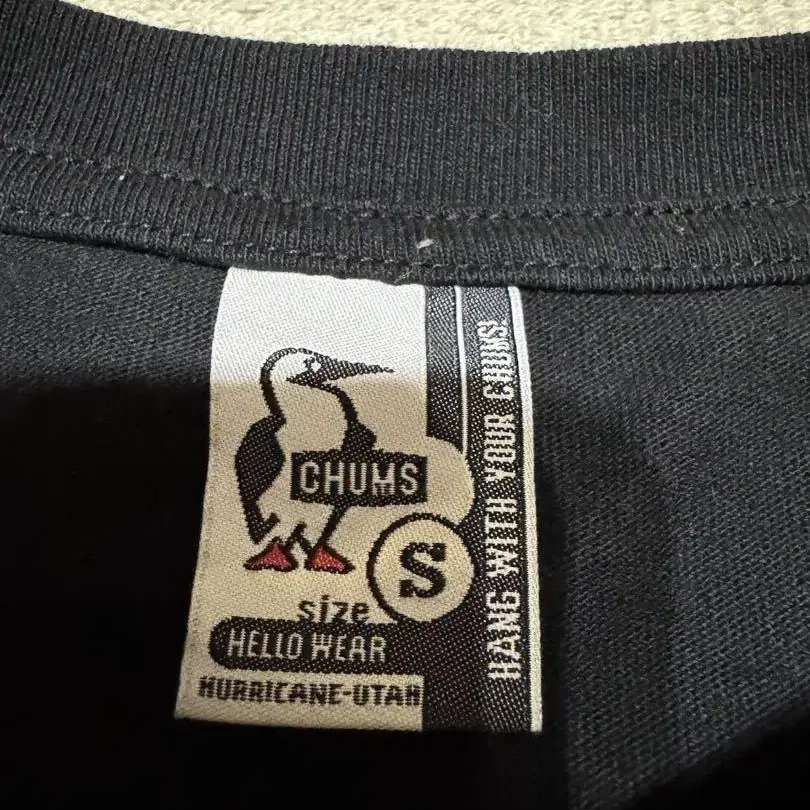 CHUMS
S
size
HELLO WEAR
HURRICANE-UTAH
HANG WITH YOUR CHUMS!